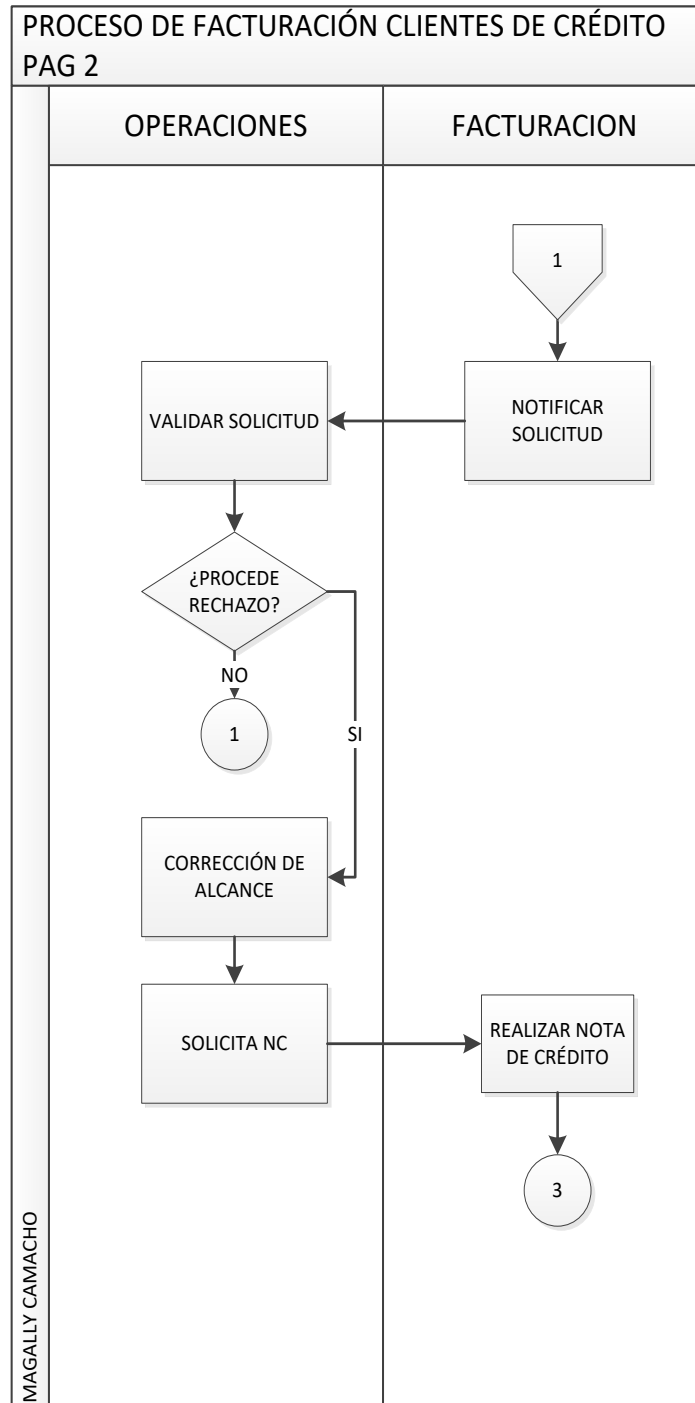 PROCESO DE FACTURACIÓN CLIENTES DE CRÉDITO
PAG 2
OPERACIONES
FACTURACION
1
NOTIFICAR
SOLICITUD
VALIDAR SOLICITUD
¿PROCEDE
RECHAZO?
NO
SI
1
CORRECCIÓN DE
ALCANCE
SOLICITA NC
REALIZAR NOTA
DE CRÉDITO
3
MAGALLY CAMACHO